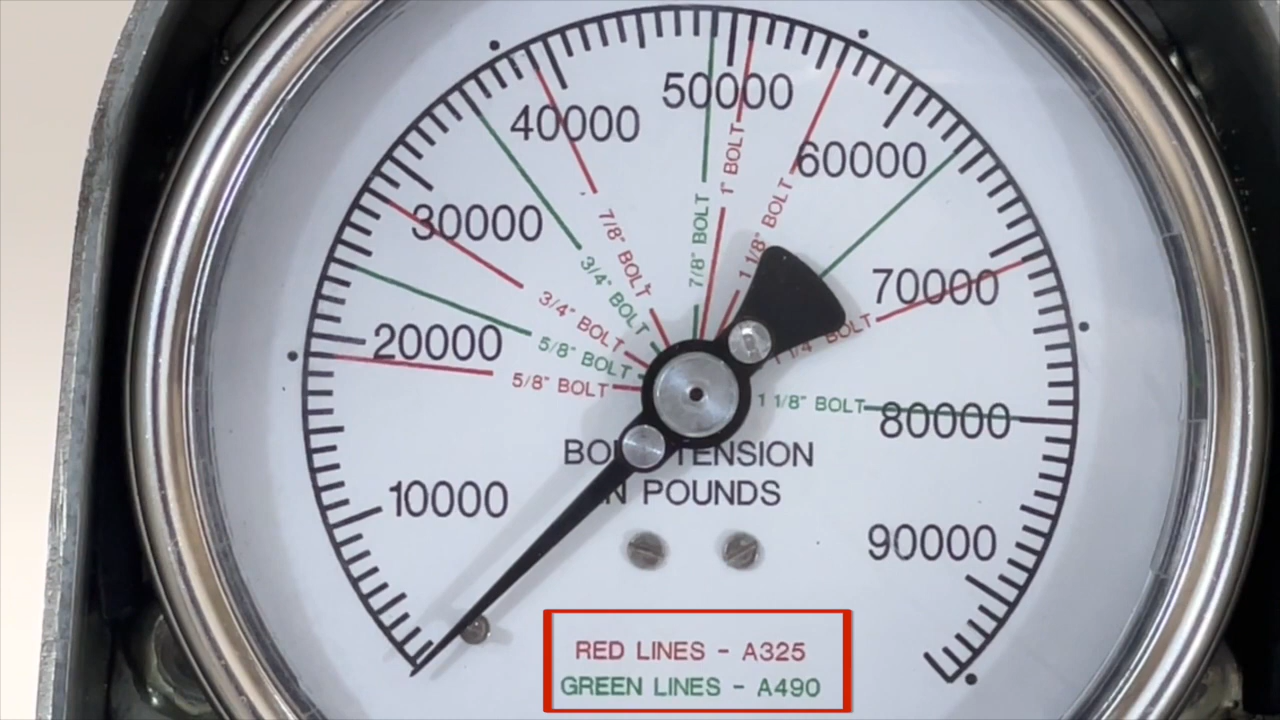 50000
40000
60000
30000
70000
20000
80000
10000
90000
7/8" BOLT
3/4" BOLT
3/4" BOLT
5/8" BOLT
5/8" BOLT
7/8" BOLT
1" BOLT
1 1/8" BOLT
1 1/4" BOLT
1 1/8" BOLT
TENSION
POUNDS
RED LINES - A325
GREEN LINES - A490